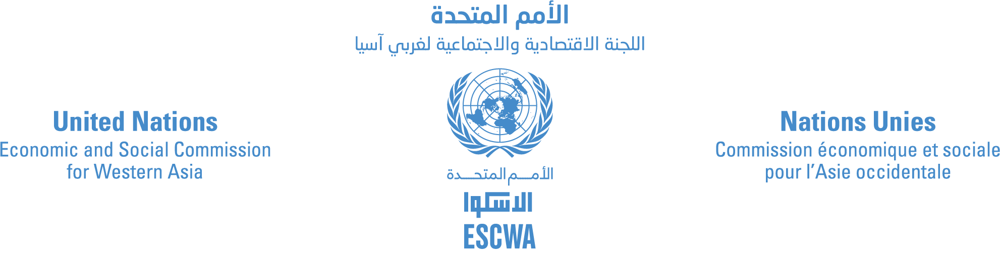 الأمم المتحدة
اللجنة الاقتصادية والاجتماعية لغربي آسيا
United Nations
Economic and Social Commission
for Western Asia
الأمم المتحدة
الاسكوا
ESCWA
Nations Unies
Commission économique et sociale
pour l’Asie occidentale